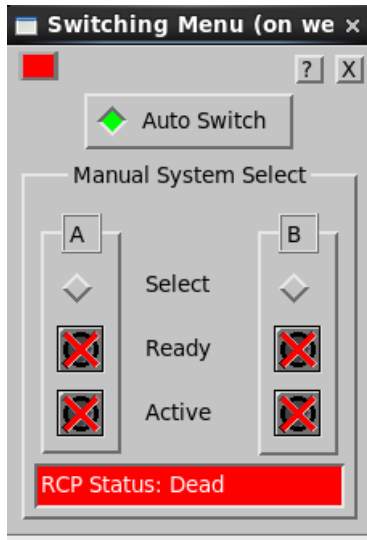 Switching Menu (on we ×
? X
Auto Switch
Manual System Select
A B
Select
Ready
Active
RCP Status: Dead